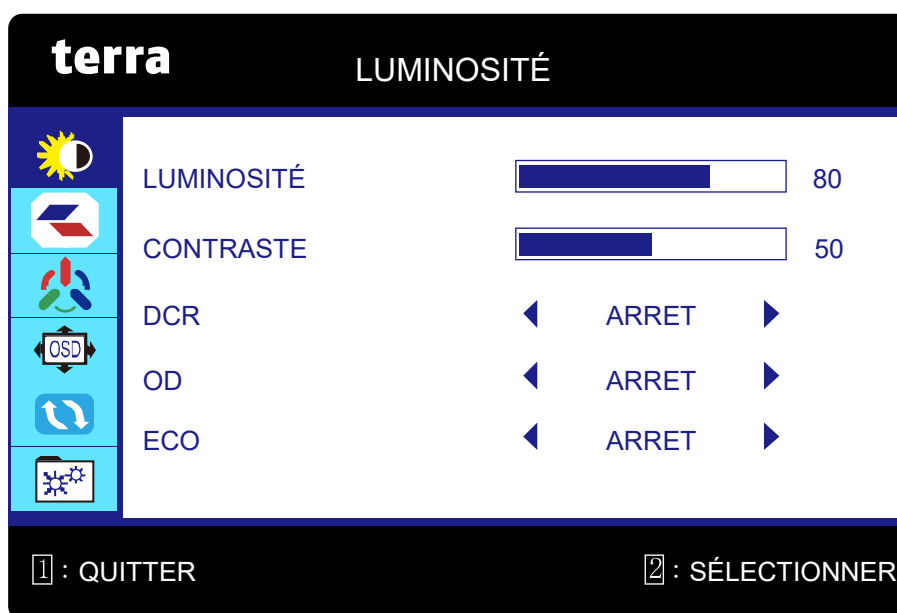 terra
LUMINOSITÉ
LUMINOSITÉ 80
CONTRASTE 50
DCR ARRET
OD ARRET
OSD
ECO ARRET
1 : QUITTER 2 : SÉLECTIONNER